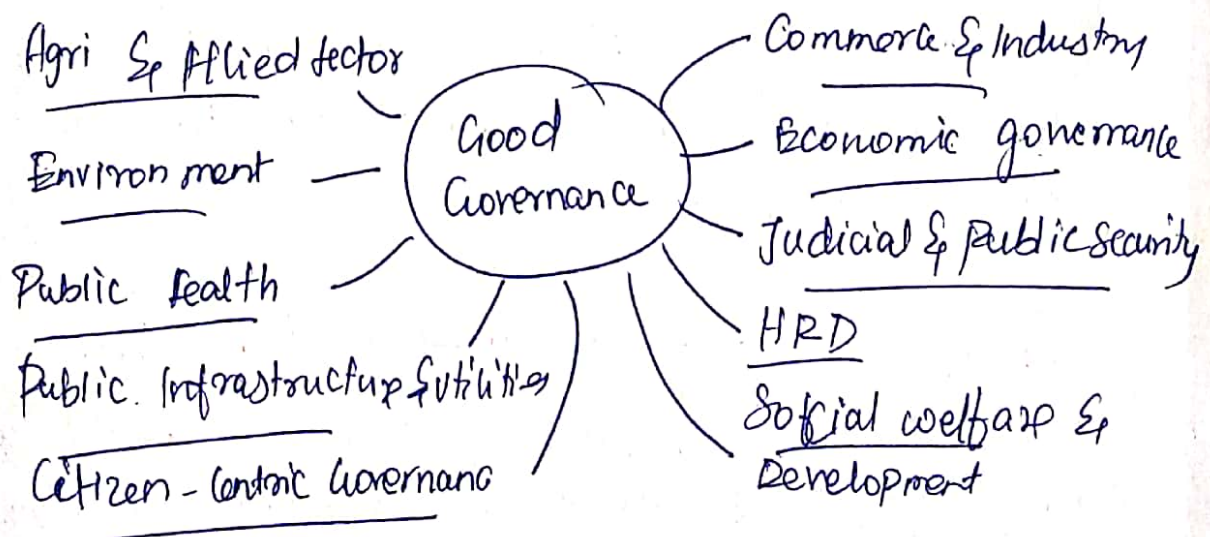 Agri & Allied sector
Environment
Public Health
Public Infrastructure & utilities
Citizen-Centric Governanc
Good
Governance
Commerce & Industry
Economic governance
Judicial & public security
HRD
Social welfare &
Development